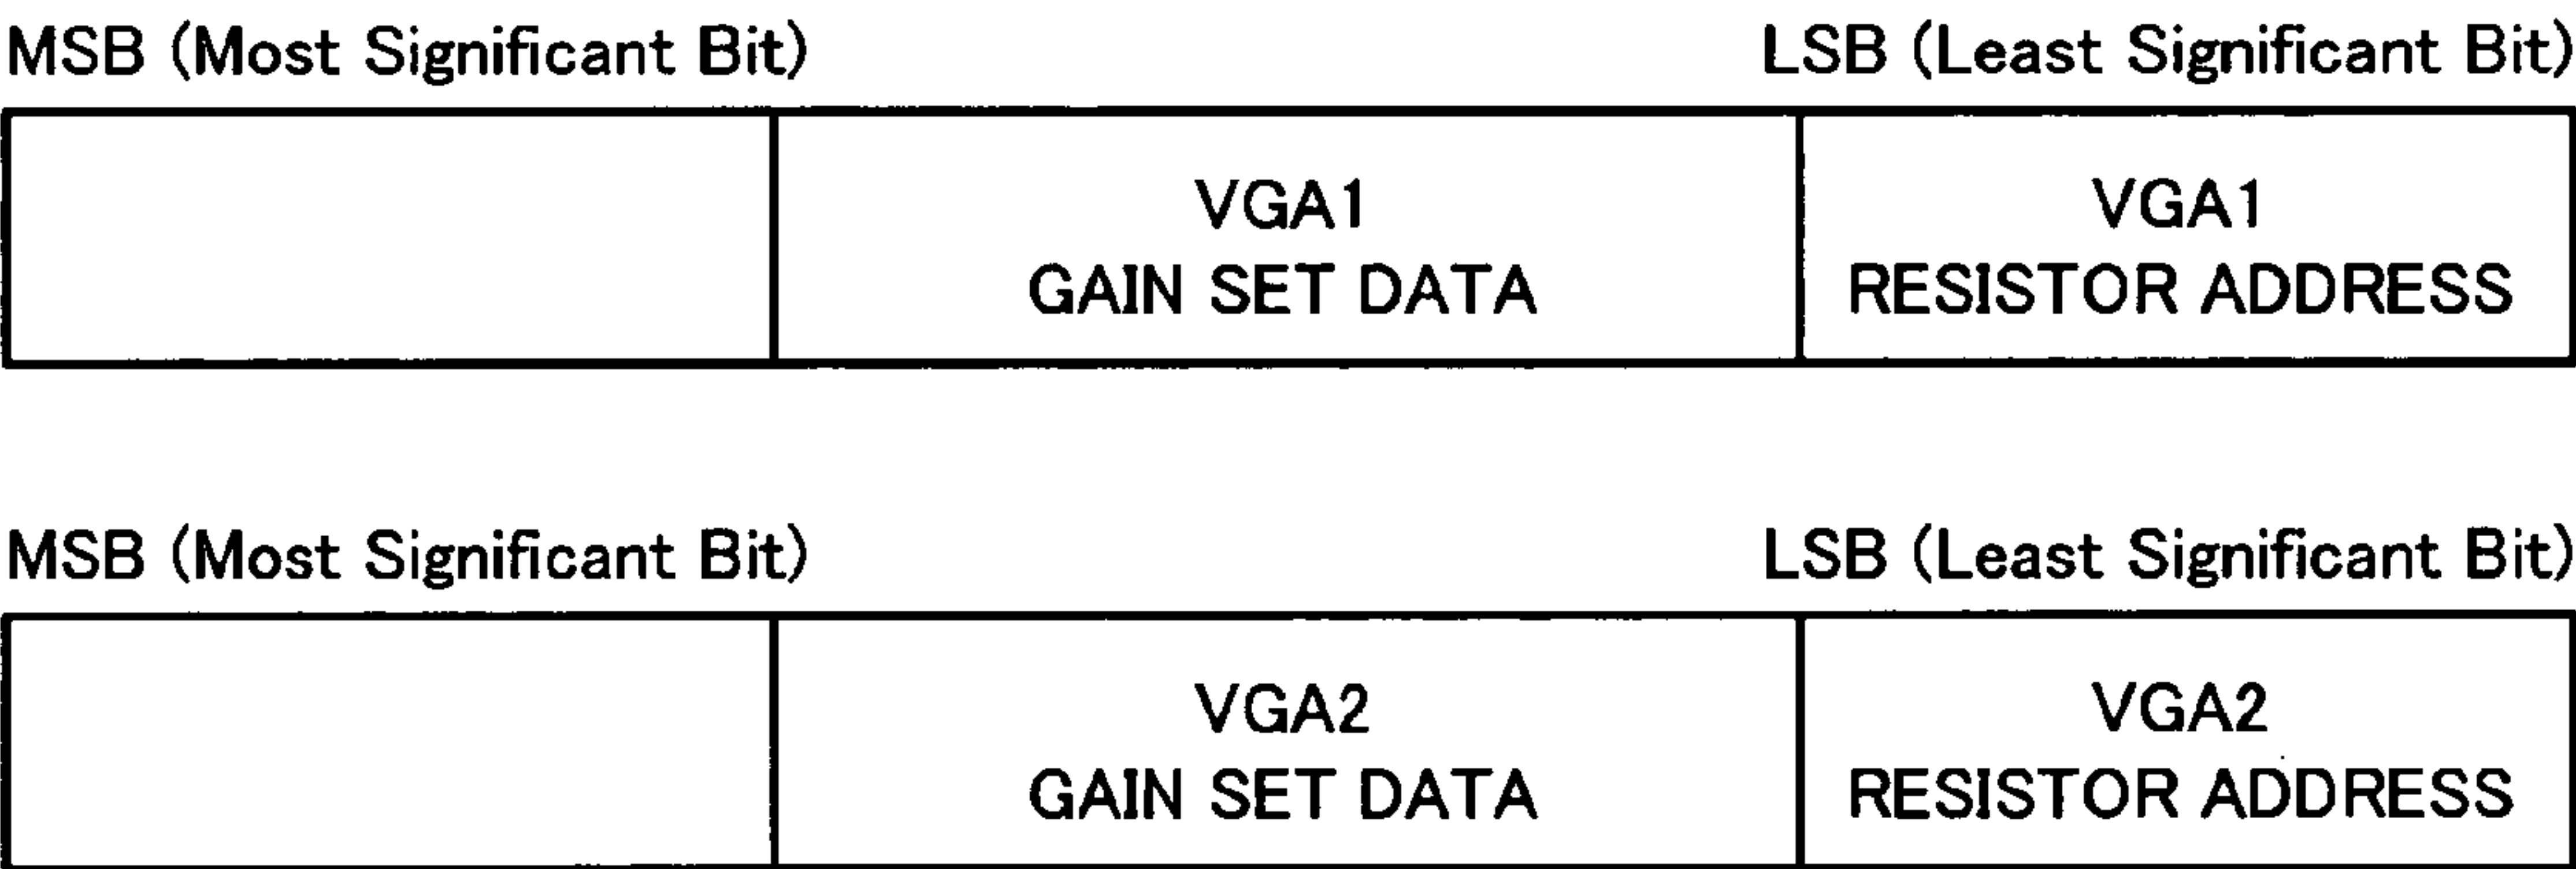 MSB (Most Significant Bit) LSB (Least Significant Bit)
VGA1 VGA1
GAIN SET DATA RESISTOR ADDRESS
MSB (Most Significant Bit) LSB (Least Significant Bit)
VGA2 VGA2
GAIN SET DATA RESISTOR ADDRESS